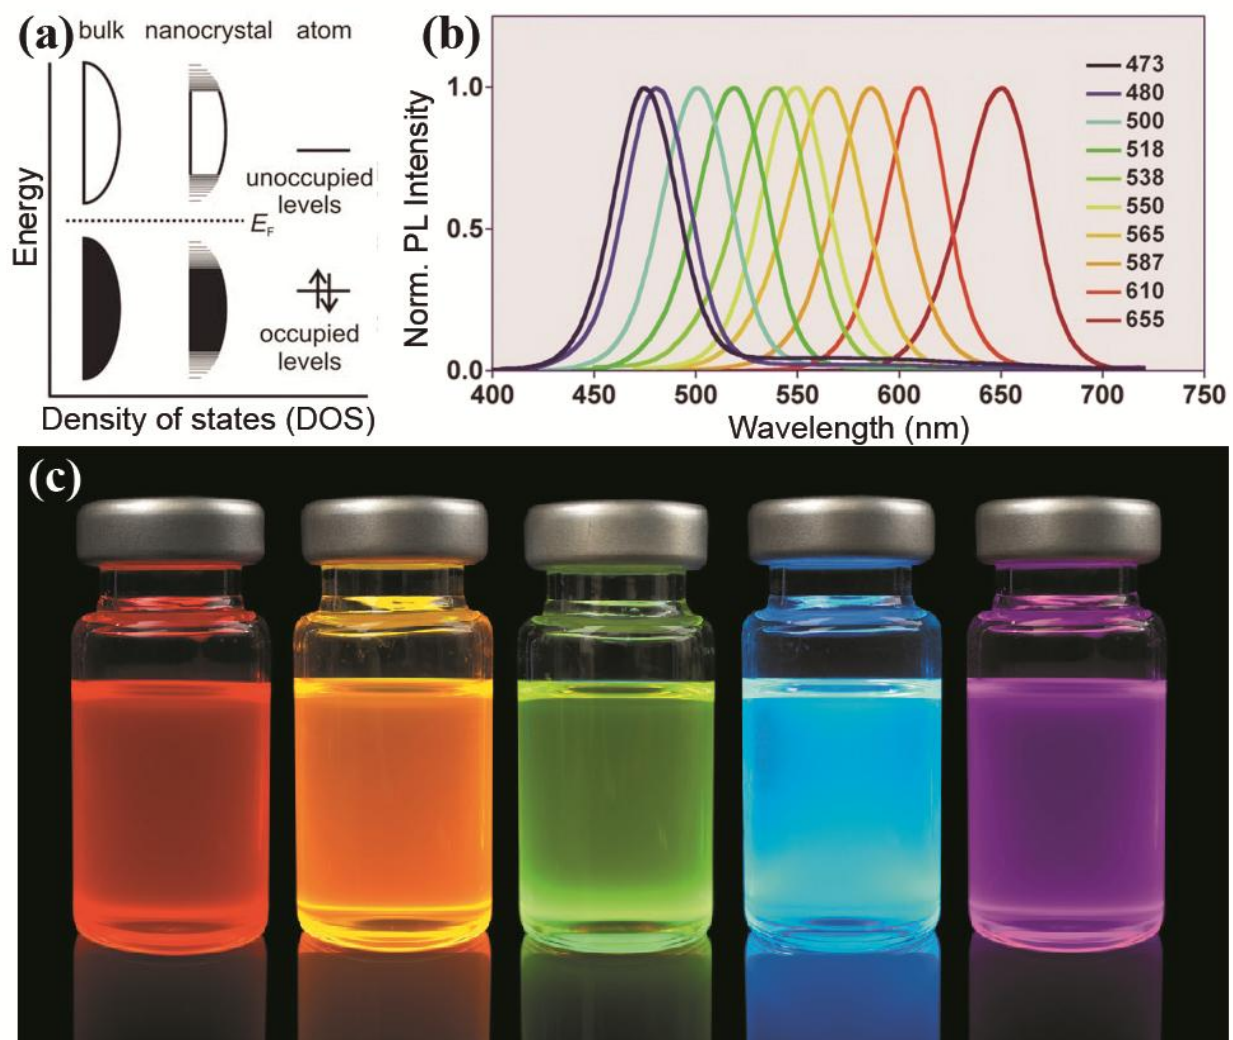 (a) bulk nanocrystal atom
Energy
unoccupied
levels
E_F
occupied
levels
Density of states (DOS)
(b)
Norm. PL Intensity
1.0
0.5
0.0
400 450 500 550 600 650 700 750
Wavelength (nm)
473
480
500
518
538
550
565
587
610
655
(c)